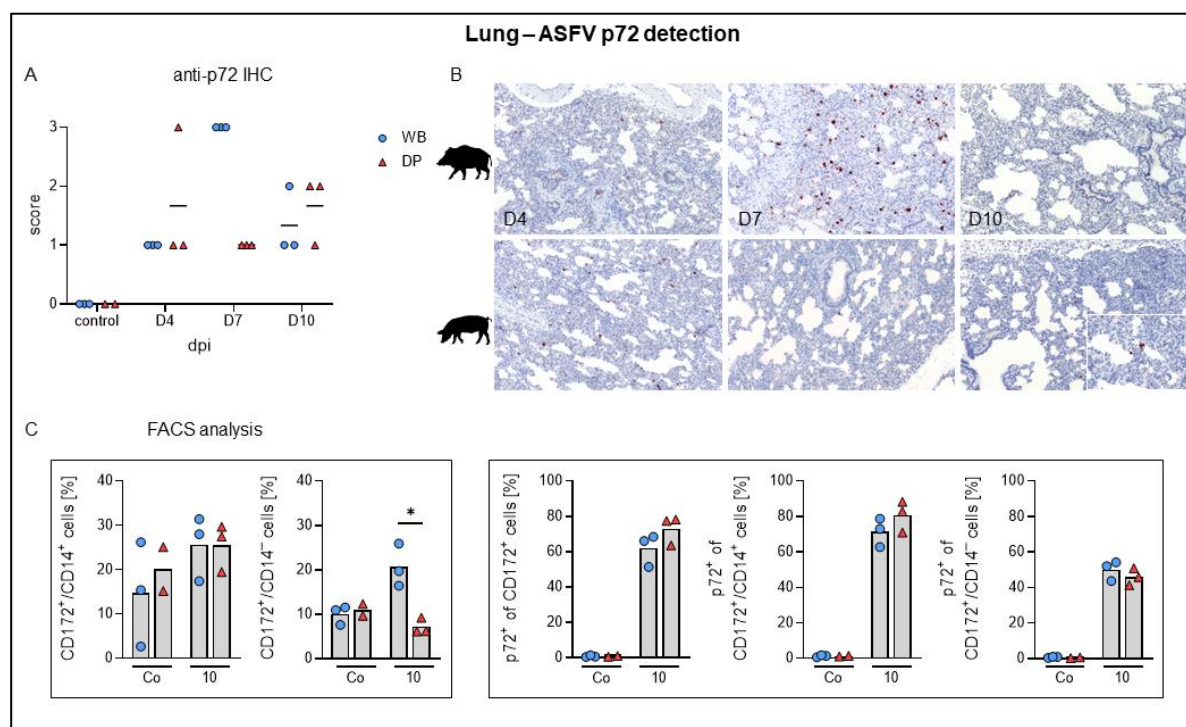 Lung – ASFV p72 detection
A
anti-p72 IHC
3
2
1
0
score
control
D4
D7
D10
dpi
WB
DP
B
D4
D7
D10
C
FACS analysis
CD172⁺/CD14⁺ cells [%]
40
30
20
10
0
Co
10
CD172⁺/CD14⁻ cells [%]
40
30
20
10
0
*
Co
10
p72⁺ of CD172⁺ cells [%]
100
80
60
40
20
0
Co
10
p72⁺ of
CD172⁺/CD14⁺ cells [%]
100
80
60
40
20
0
Co
10
p72⁺ of
CD172⁺/CD14⁻ cells [%]
100
80
60
40
20
0
Co
10